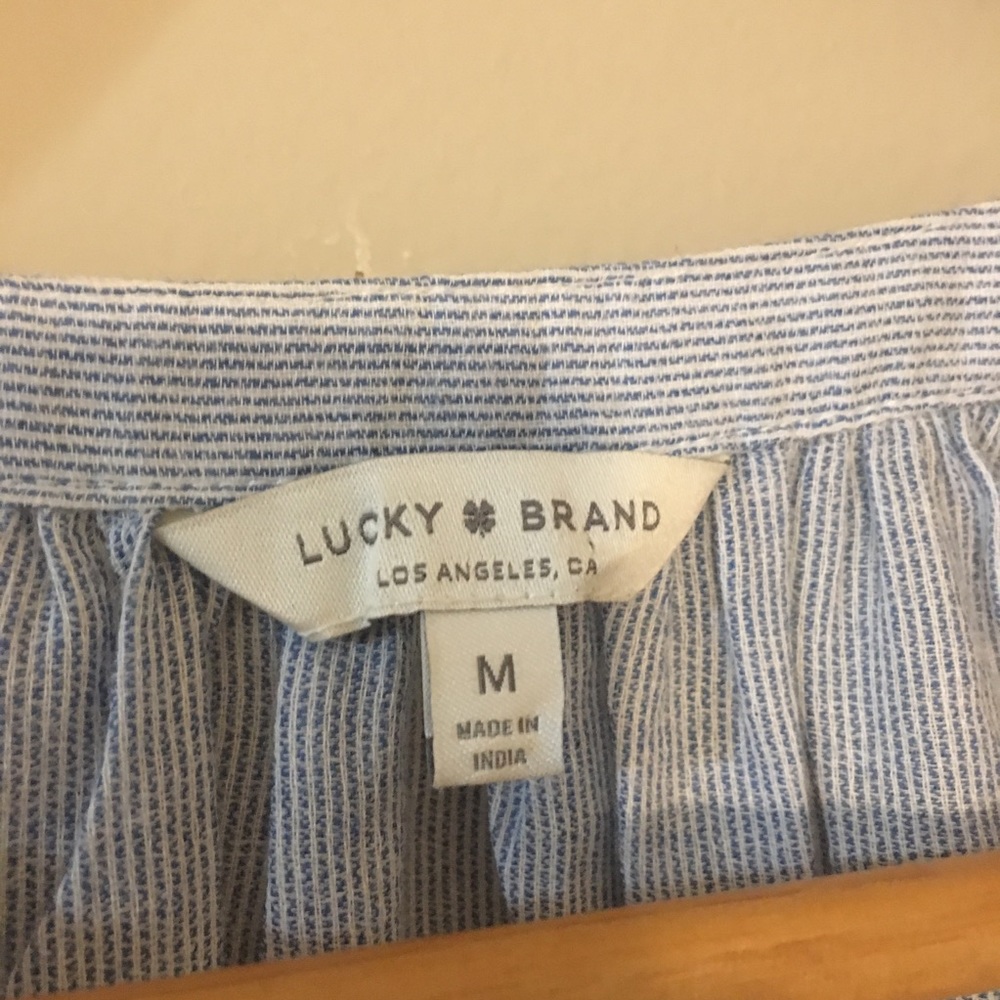 LUCKY BRAND
LOS ANGELES, CA
M
MADE IN
INDIA